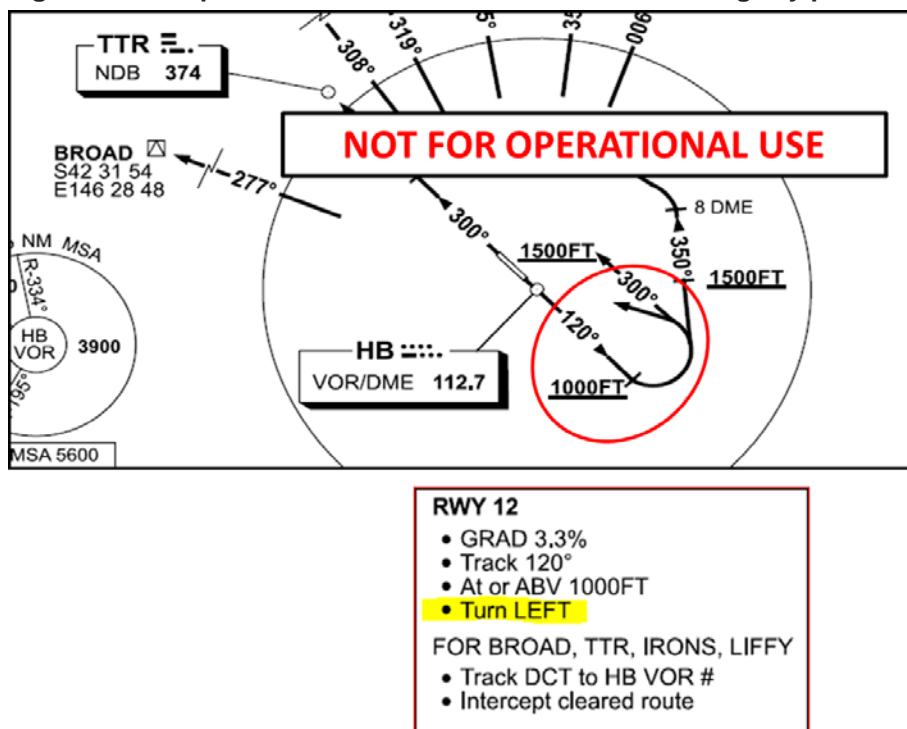 TTR
NDB 374
308°
319°
5°
35
006
NOT FOR OPERATIONAL USE
BROAD
S42 31 54
E146 28 48
277°
8 DME
300°
1500FT
350°
1500FT
300°
NM MSA
R-334°
HB
VOR
3900
120°
HB
VOR/DME 112.7
1000FT
195°
MSA 5600
RWY 12
• GRAD 3.3%
• Track 120°
• At or ABV 1000FT
• Turn LEFT
FOR BROAD, TTR, IRONS, LIFFY
• Track DCT to HB VOR #
• Intercept cleared route